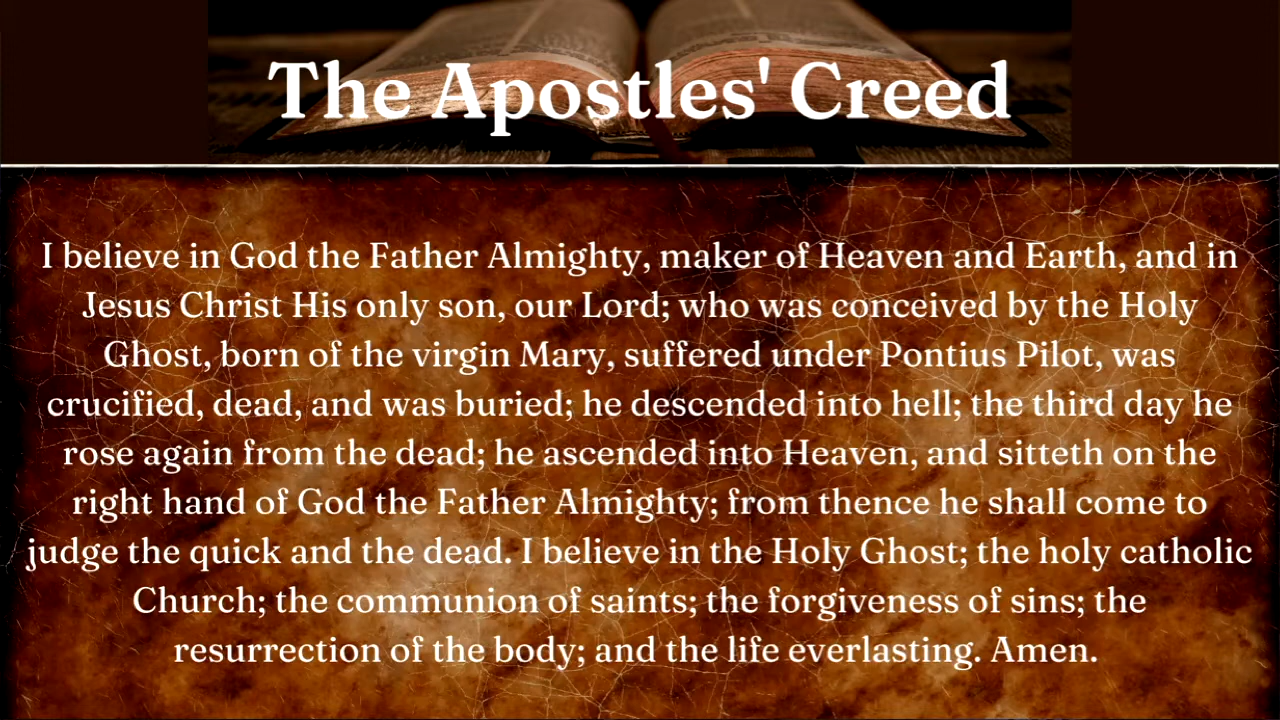 The Apostles' Creed
I believe in God the Father Almighty, maker of Heaven and Earth, and in
Jesus Christ His only son, our Lord; who was conceived by the Holy
Ghost, born of the virgin Mary, suffered under Pontius Pilot, was
crucified, dead, and was buried; he descended into hell; the third day he
rose again from the dead; he ascended into Heaven, and sitteth on the
right hand of God the Father Almighty; from thence he shall come to
judge the quick and the dead. I believe in the Holy Ghost; the holy catholic
Church; the communion of saints; the forgiveness of sins; the
resurrection of the body; and the life everlasting. Amen.